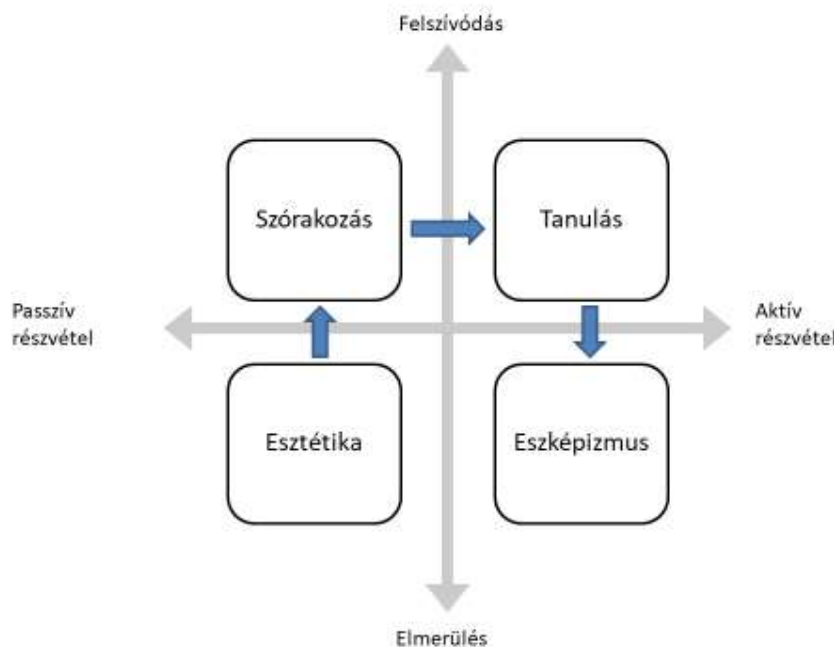 Felszívódás
Szórakozás
Tanulás
Passzív
részvétel
Aktív
részvétel
Esztétika
Eszképizmus
Elmerülés